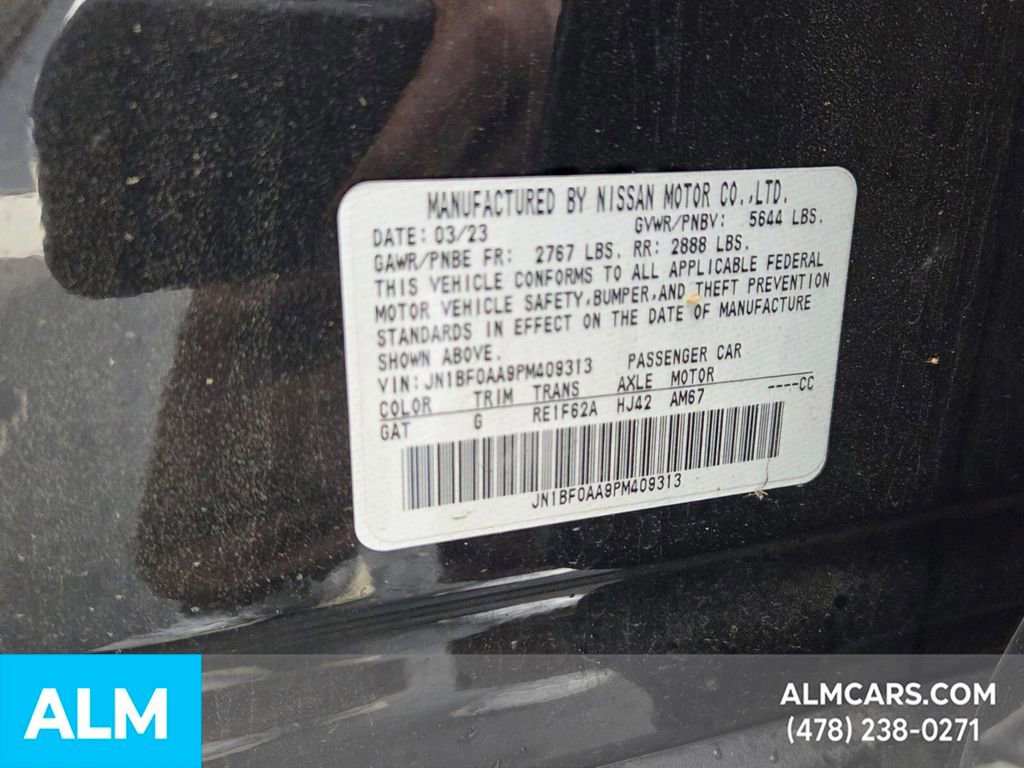 MANUFACTURED BY NISSAN MOTOR CO.,LTD.
DATE: 03/23 GVWR/PNBV: 5644 LBS.
GAWR/PNBE FR: 2767 LBS. RR: 2888 LBS.
THIS VEHICLE CONFORMS TO ALL APPLICABLE FEDERAL
MOTOR VEHICLE SAFETY,BUMPER,AND THEFT PREVENTION
STANDARDS IN EFFECT ON THE DATE OF MANUFACTURE
SHOWN ABOVE.
VIN: JN1BF0AA9PM409313 PASSENGER CAR
COLOR TRIM TRANS AXLE MOTOR
GAT G RE1F62A HJ42 AM67 ----CC
JN1BF0AA9PM409313
ALM
ALMCARS.COM
(478) 238-0271